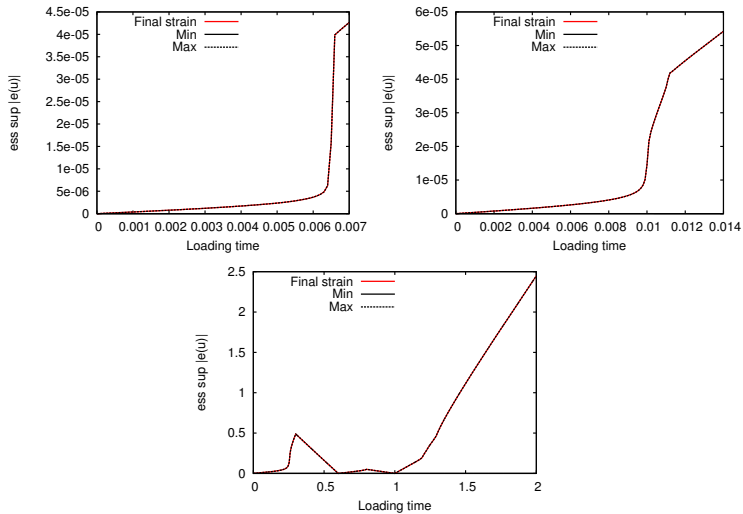 4.5e-05
4e-05
3.5e-05
3e-05
2.5e-05
2e-05
1.5e-05
1e-05
5e-06
0
ess sup |e(u)|
Final strain
Min
Max
0 0.001 0.002 0.003 0.004 0.005 0.006 0.007
Loading time
6e-05
5e-05
4e-05
3e-05
2e-05
1e-05
0
ess sup |e(u)|
Final strain
Min
Max
0 0.002 0.004 0.006 0.008 0.01 0.012 0.014
Loading time
2.5
2
1.5
1
0.5
0
ess sup |e(u)|
Final strain
Min
Max
0 0.5 1 1.5 2
Loading time